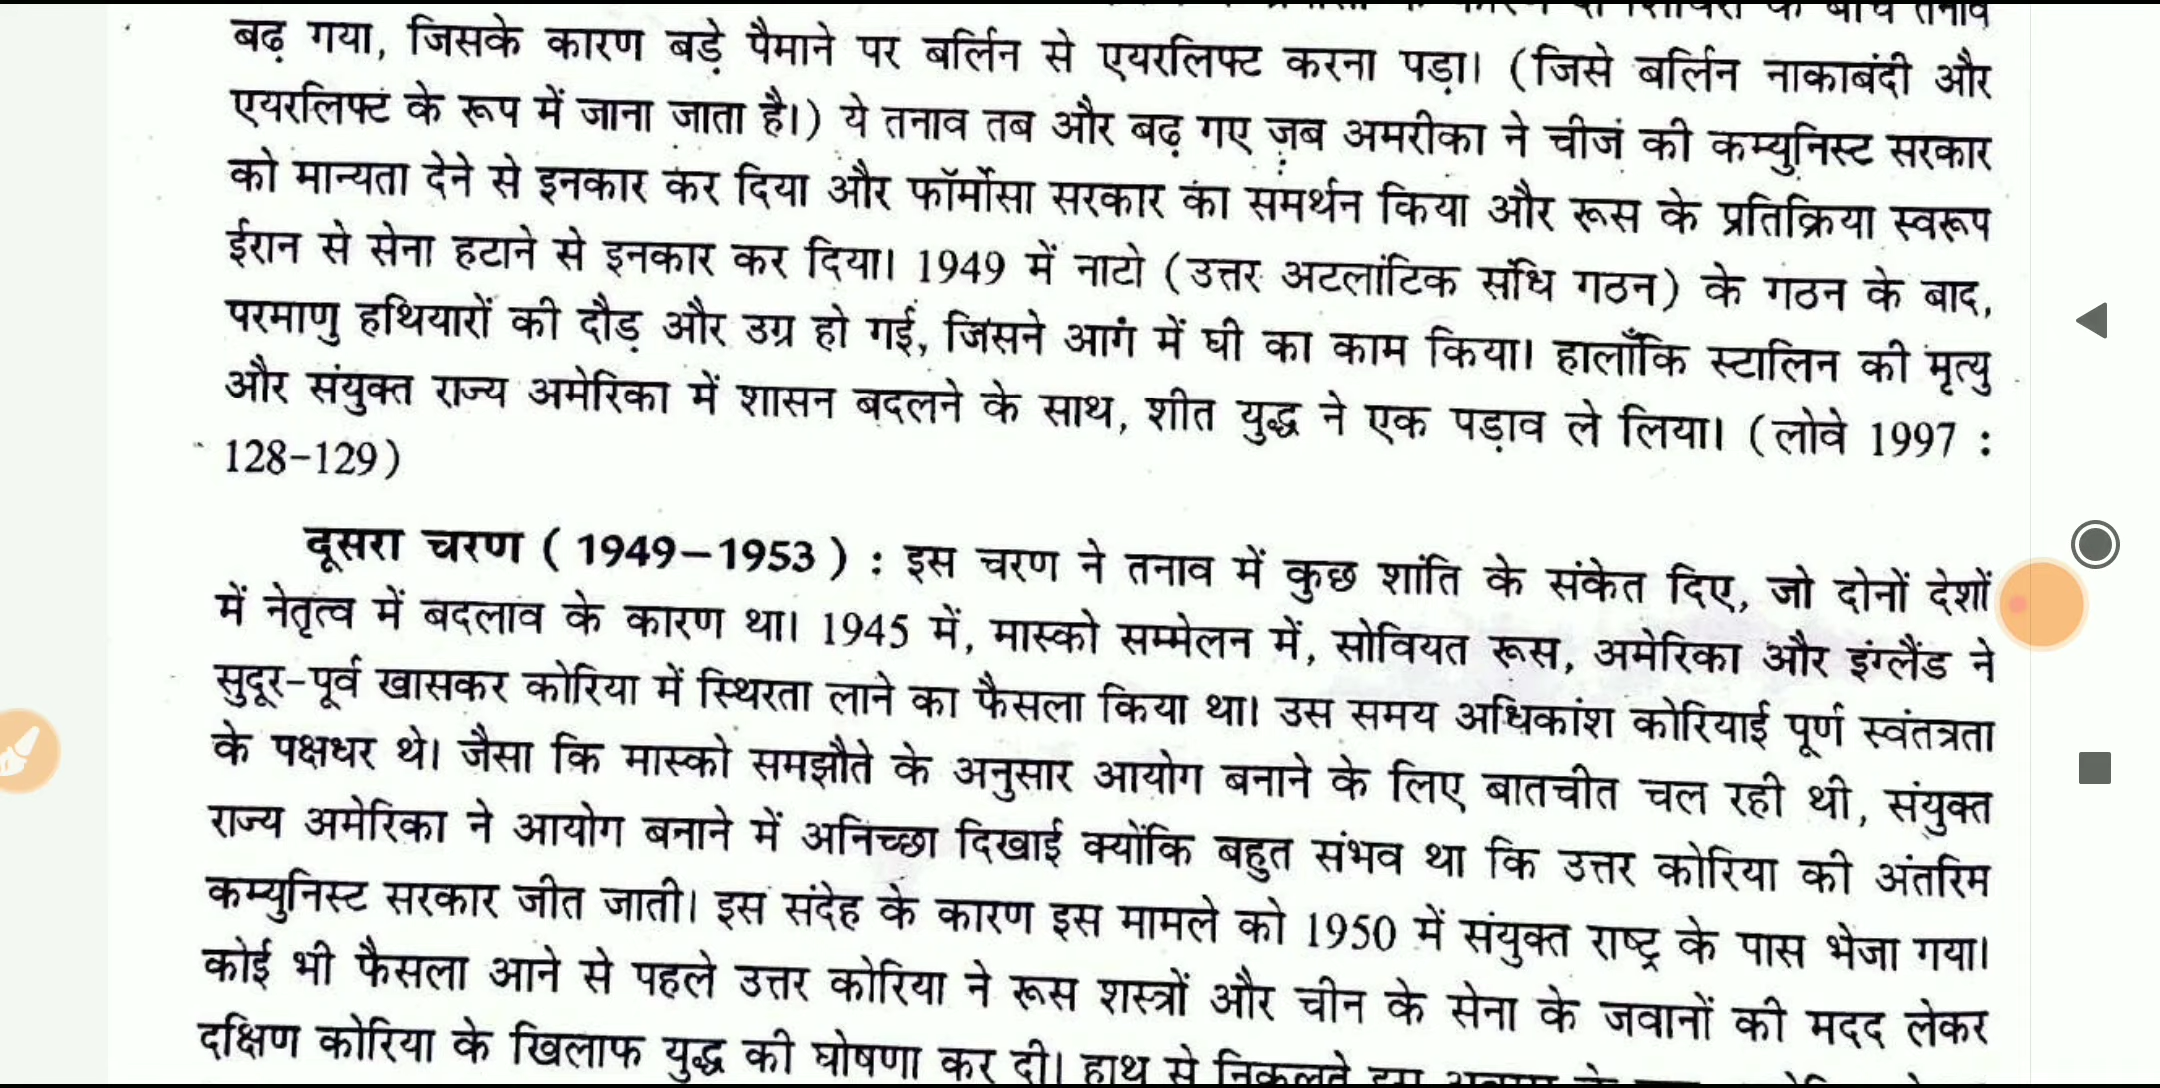 बढ़ गया, जिसके कारण बड़े पैमाने पर बर्लिन से एयरलिफ्ट करना पड़ा। (जिसे बर्लिन नाकाबंदी और
एयरलिफ्ट के रूप में जाना जाता है।) ये तनाव तब और बढ़ गए जब अमरीका ने चीजं की कम्युनिस्ट सरकार
को मान्यता देने से इनकार कर दिया और फॉर्मोसा सरकार का समर्थन किया और रूस के प्रतिक्रिया स्वरूप
ईरान से सेना हटाने से इनकार कर दिया। 1949 में नाटो (उत्तर अटलांटिक संधि गठन) के गठन के बाद,
परमाणु हथियारों की दौड़ और उग्र हो गई, जिसने आग में घी का काम किया। हालाँकि स्टालिन की मृत्यु
और संयुक्त राज्य अमेरिका में शासन बदलने के साथ, शीत युद्ध ने एक पड़ाव ले लिया। (लोवे 1997 :
128-129)
दूसरा चरण (1949-1953) : इस चरण ने तनाव में कुछ शांति के संकेत दिए, जो दोनों देशों
में नेतृत्व में बदलाव के कारण था। 1945 में, मास्को सम्मेलन में, सोवियत रूस, अमेरिका और इंग्लैंड ने
सुदूर-पूर्व खासकर कोरिया में स्थिरता लाने का फैसला किया था। उस समय अधिकांश कोरियाई पूर्ण स्वंतत्रता
के पक्षधर थे। जैसा कि मास्को समझौते के अनुसार आयोग बनाने के लिए बातचीत चल रही थी, संयुक्त
राज्य अमेरिका ने आयोग बनाने में अनिच्छा दिखाई क्योंकि बहुत संभव था कि उत्तर कोरिया की अंतरिम
कम्युनिस्ट सरकार जीत जाती। इस संदेह के कारण इस मामले को 1950 में संयुक्त राष्ट्र के पास भेजा गया।
कोई भी फैसला आने से पहले उत्तर कोरिया ने रूस शस्त्रों और चीन के सेना के जवानों की मदद लेकर
दक्षिण कोरिया के खिलाफ युद्ध की घोषणा कर दी। हाथ से निकलते